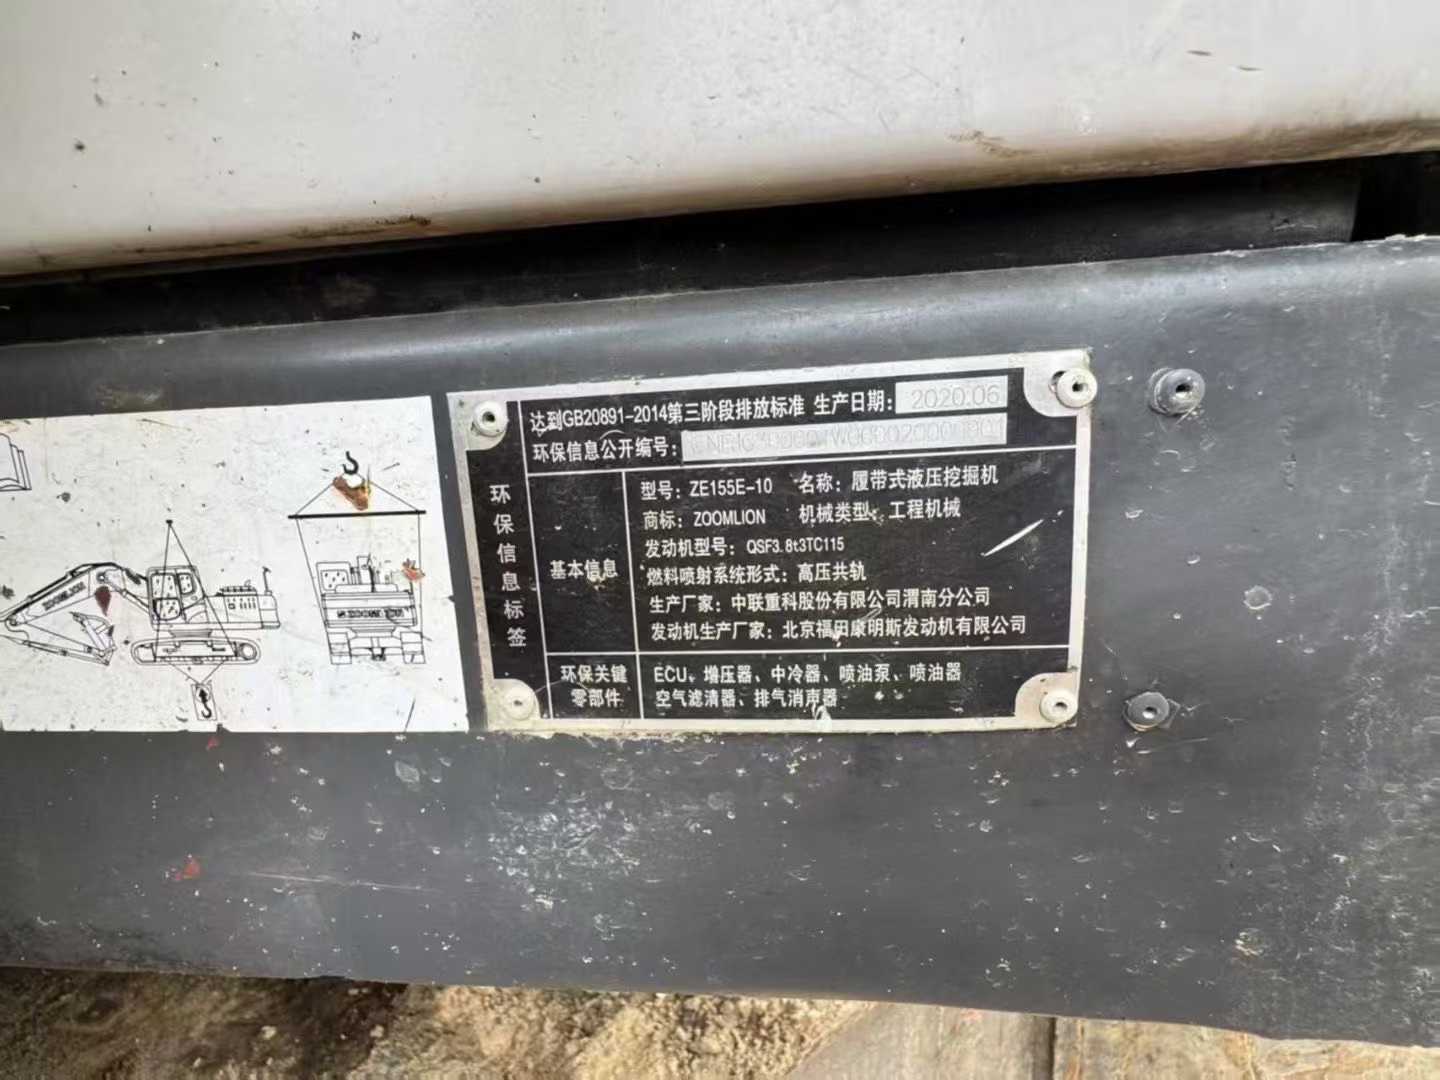 达到GB20891-2014第三阶段排放标准 生产日期: 2020.06
环保信息公开编号:
环保信息标签
基本信息
型号: ZE155E-10 名称: 履带式液压挖掘机
商标: ZOOMLION 机械类型: 工程机械
发动机型号: QSF3.8t3TC115
燃料喷射系统形式: 高压共轨
生产厂家: 中联重科股份有限公司渭南分公司
发动机生产厂家: 北京福田康明斯发动机有限公司
环保关键
零部件
ECU、增压器、中冷器、喷油泵、喷油器
空气滤清器、排气消声器
ZOOMLION